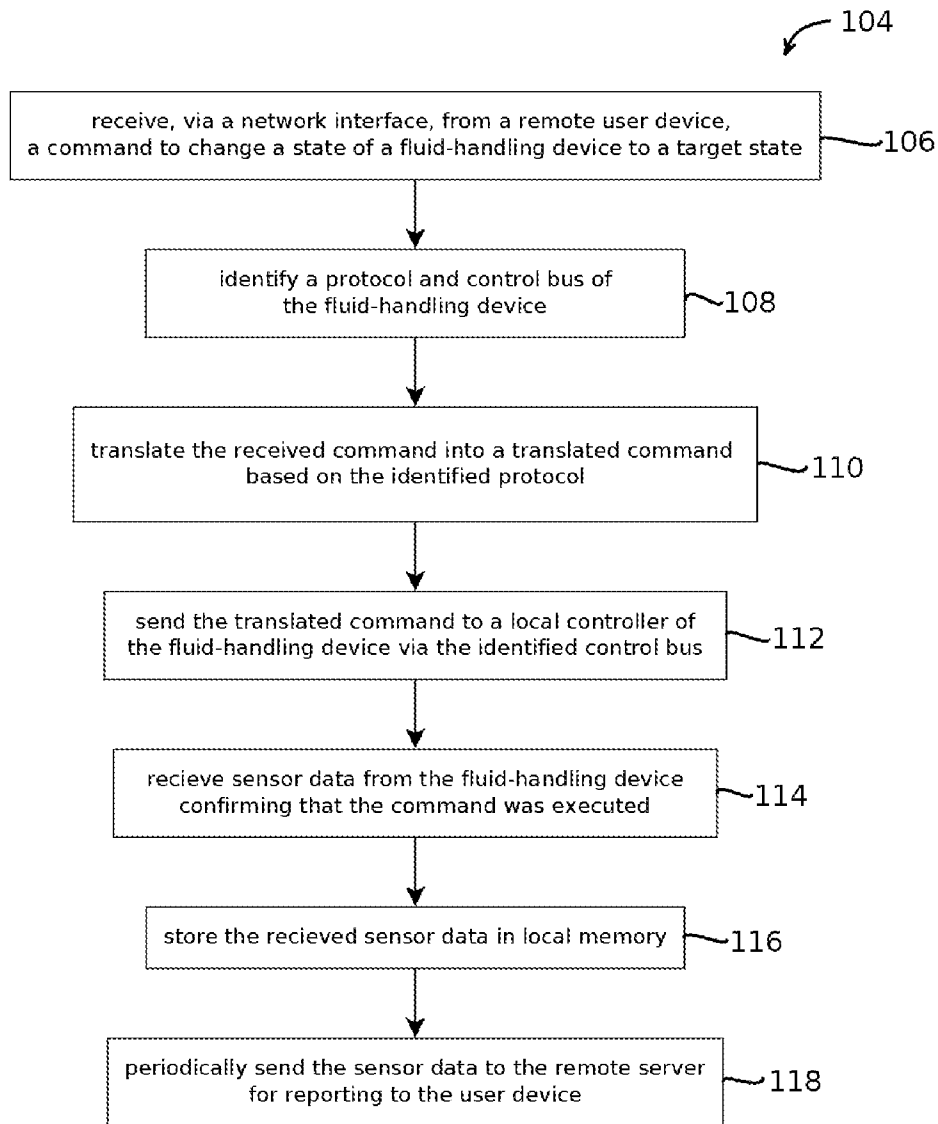 104
receive, via a network interface, from a remote user device,
a command to change a state of a fluid-handling device to a target state
106
identify a protocol and control bus of
the fluid-handling device
108
translate the received command into a translated command
based on the identified protocol
110
send the translated command to a local controller of
the fluid-handling device via the identified control bus
112
recieve sensor data from the fluid-handling device
confirming that the command was executed
114
store the recieved sensor data in local memory
116
periodically send the sensor data to the remote server
for reporting to the user device
118